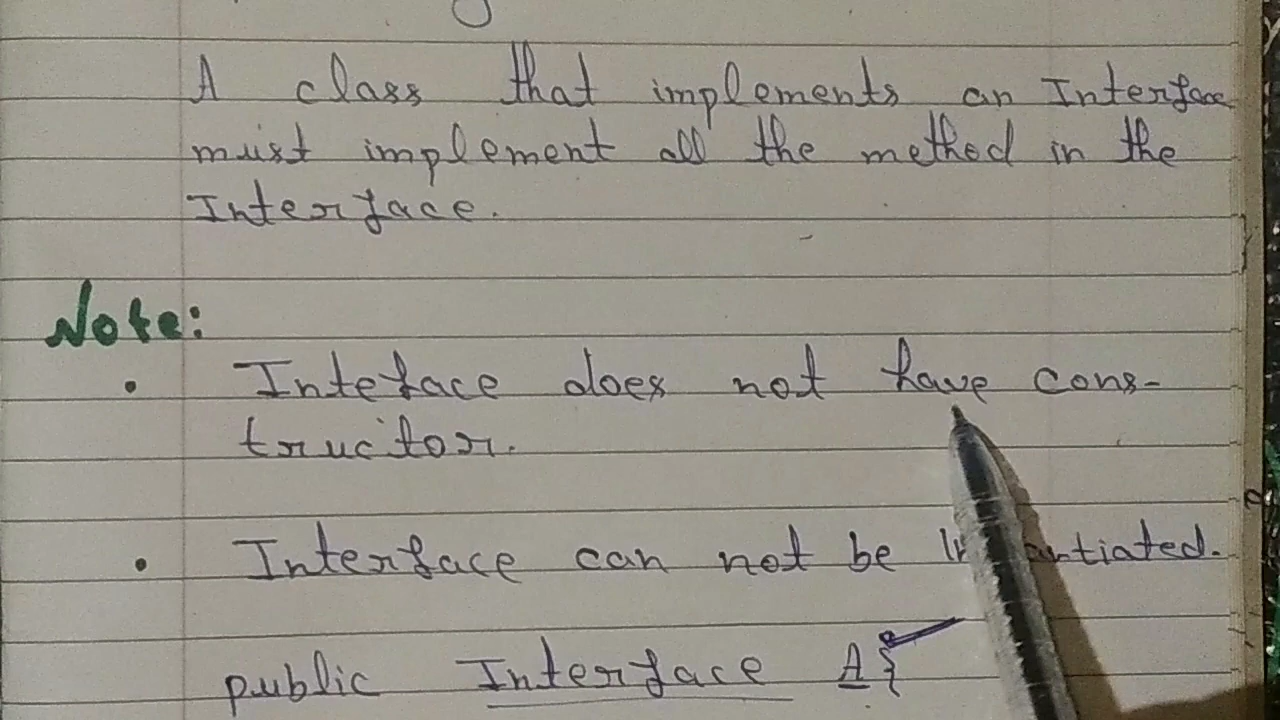 A class that implements an Interface
must implement all the method in the
Interface.
Note:
• Inteface does not have cons-
tructor.
• Interface can not be
public Interface A{